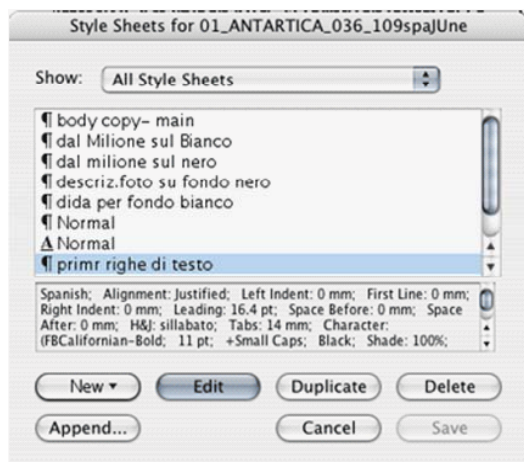 Style Sheets for 01_ANTARTICA_036_109spaJUne
Show: All Style Sheets
¶ body copy– main
¶ dal Milione sul Bianco
¶ dal milione sul nero
¶ descriz.foto su fondo nero
¶ dida per fondo bianco
¶ Normal
A Normal
¶ primr righe di testo
Spanish; Alignment: Justified; Left Indent: 0 mm; First Line: 0 mm;
Right Indent: 0 mm; Leading: 16.4 pt; Space Before: 0 mm; Space
After: 0 mm; H&J: sillabato; Tabs: 14 mm; Character:
(FBCalifornian-Bold; 11 pt; +Small Caps; Black; Shade: 100%;
New Edit Duplicate Delete
Append... Cancel Save